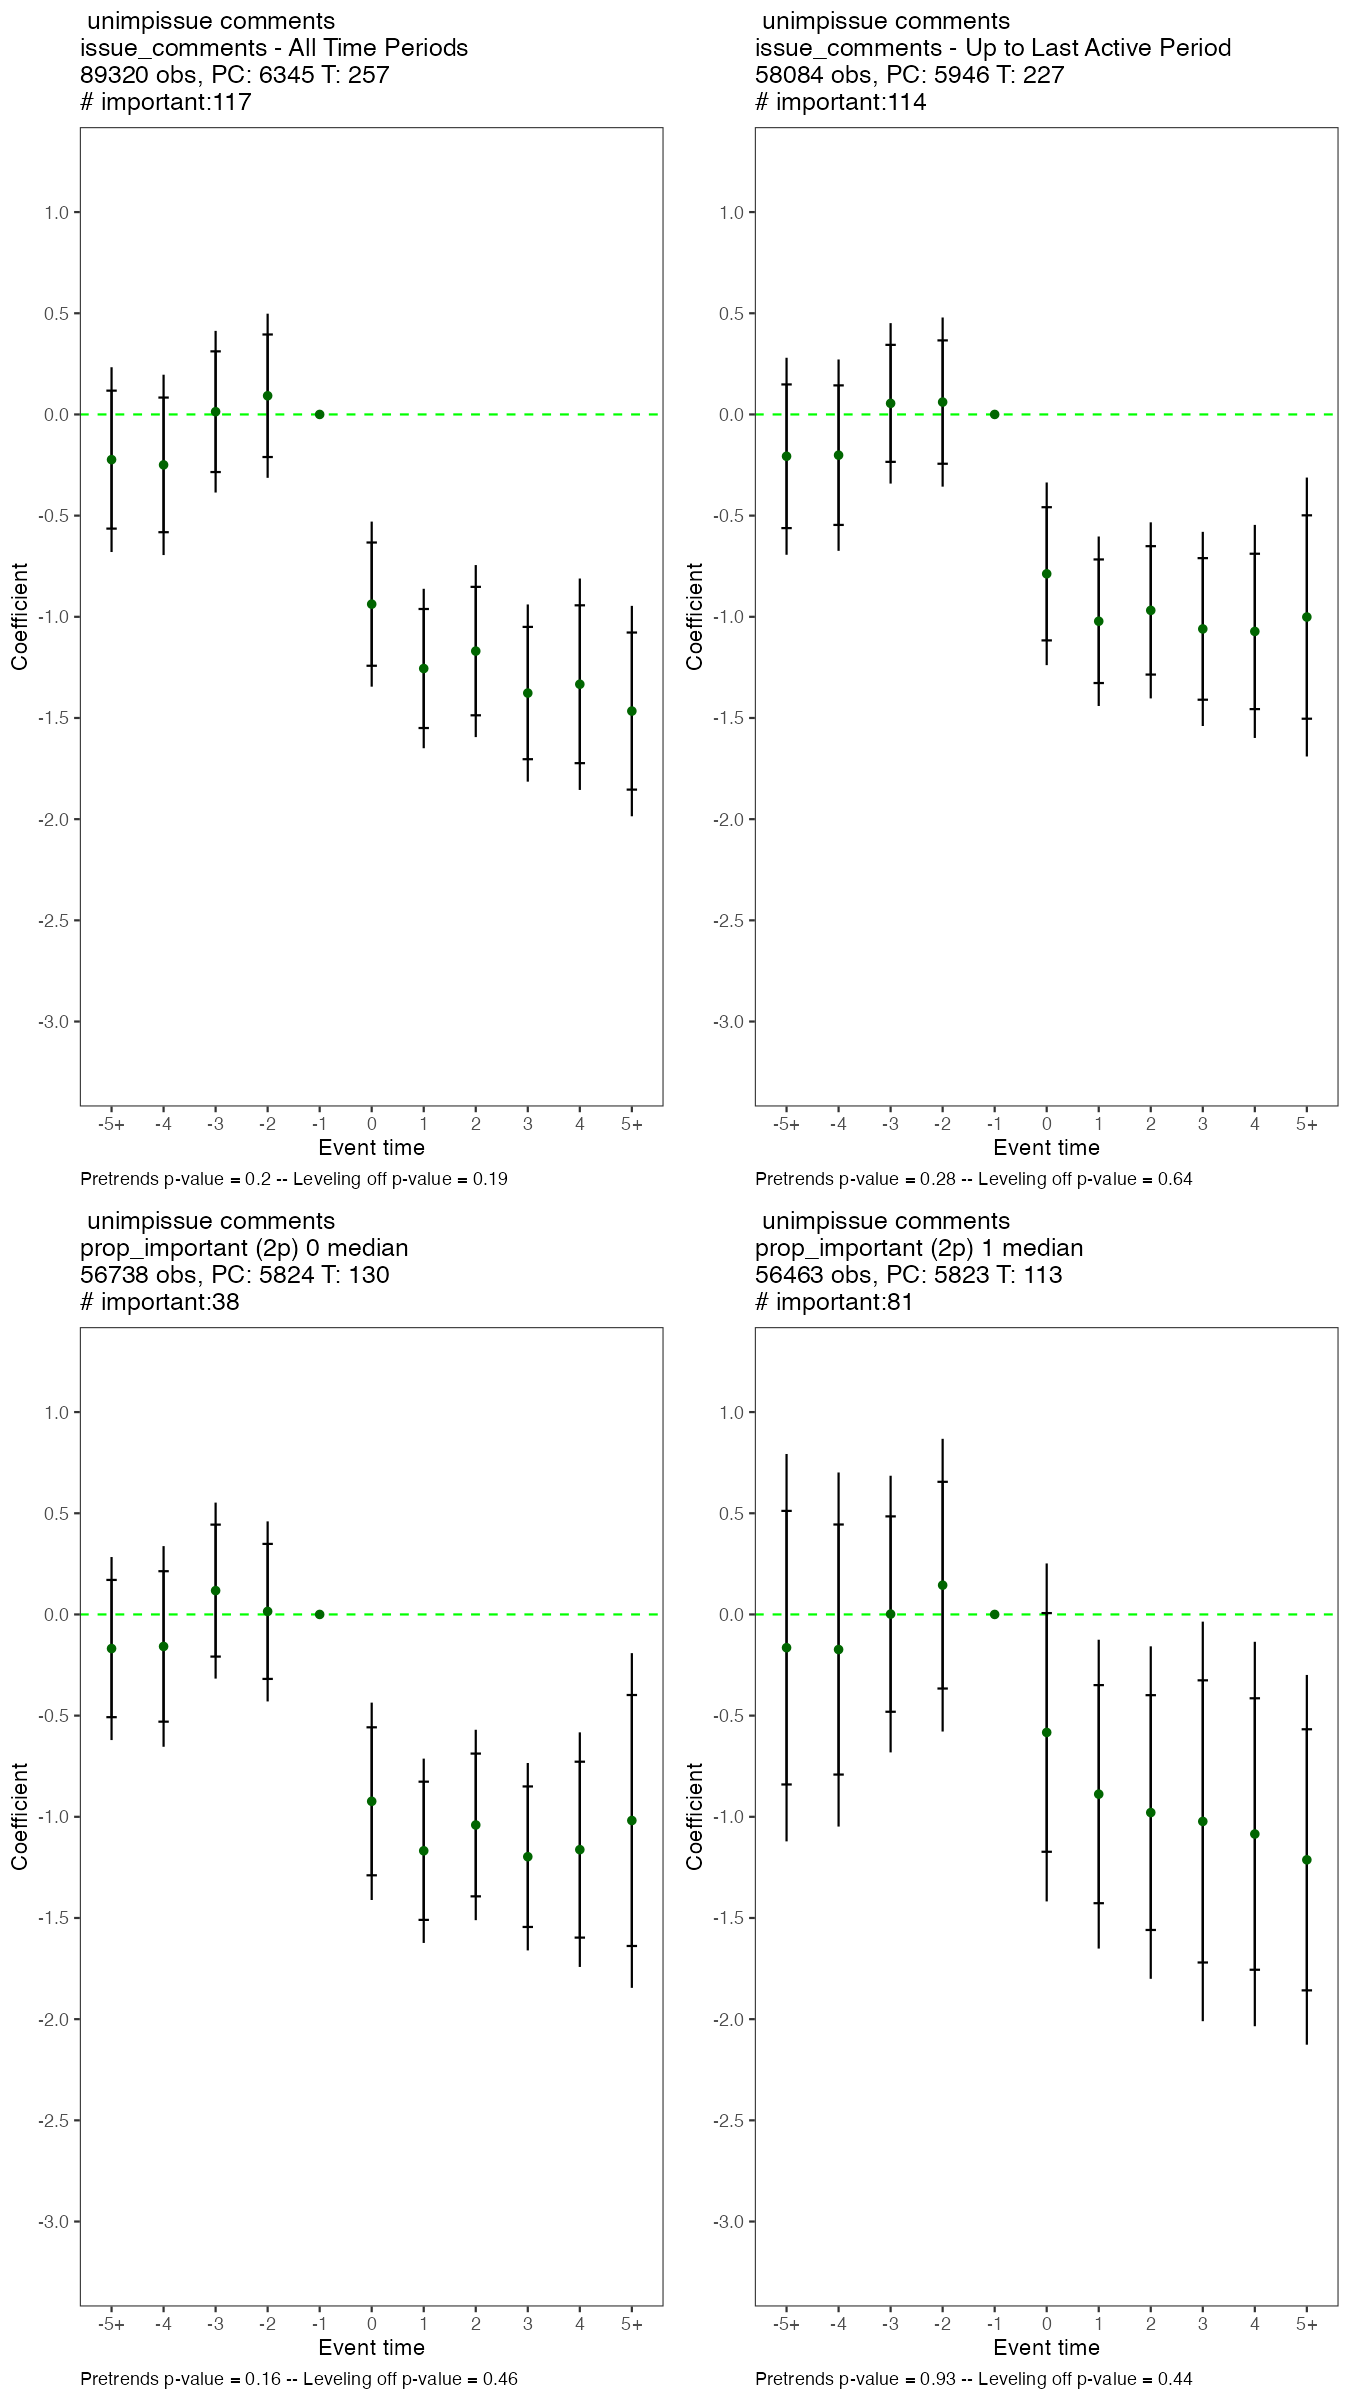 unimpissue comments
issue_comments - All Time Periods
89320 obs, PC: 6345 T: 257
# important:117
1.0
0.5
0.0
-0.5
-1.0
-1.5
-2.0
-2.5
-3.0
Coefficient
-5+ -4 -3 -2 -1 0 1 2 3 4 5+
Event time
Pretrends p-value = 0.2 -- Leveling off p-value = 0.19
unimpissue comments
issue_comments - Up to Last Active Period
58084 obs, PC: 5946 T: 227
# important:114
1.0
0.5
0.0
-0.5
-1.0
-1.5
-2.0
-2.5
-3.0
Coefficient
-5+ -4 -3 -2 -1 0 1 2 3 4 5+
Event time
Pretrends p-value = 0.28 -- Leveling off p-value = 0.64
unimpissue comments
prop_important (2p) 0 median
56738 obs, PC: 5824 T: 130
# important:38
1.0
0.5
0.0
-0.5
-1.0
-1.5
-2.0
-2.5
-3.0
Coefficient
-5+ -4 -3 -2 -1 0 1 2 3 4 5+
Event time
Pretrends p-value = 0.16 -- Leveling off p-value = 0.46
unimpissue comments
prop_important (2p) 1 median
56463 obs, PC: 5823 T: 113
# important:81
1.0
0.5
0.0
-0.5
-1.0
-1.5
-2.0
-2.5
-3.0
Coefficient
-5+ -4 -3 -2 -1 0 1 2 3 4 5+
Event time
Pretrends p-value = 0.93 -- Leveling off p-value = 0.44